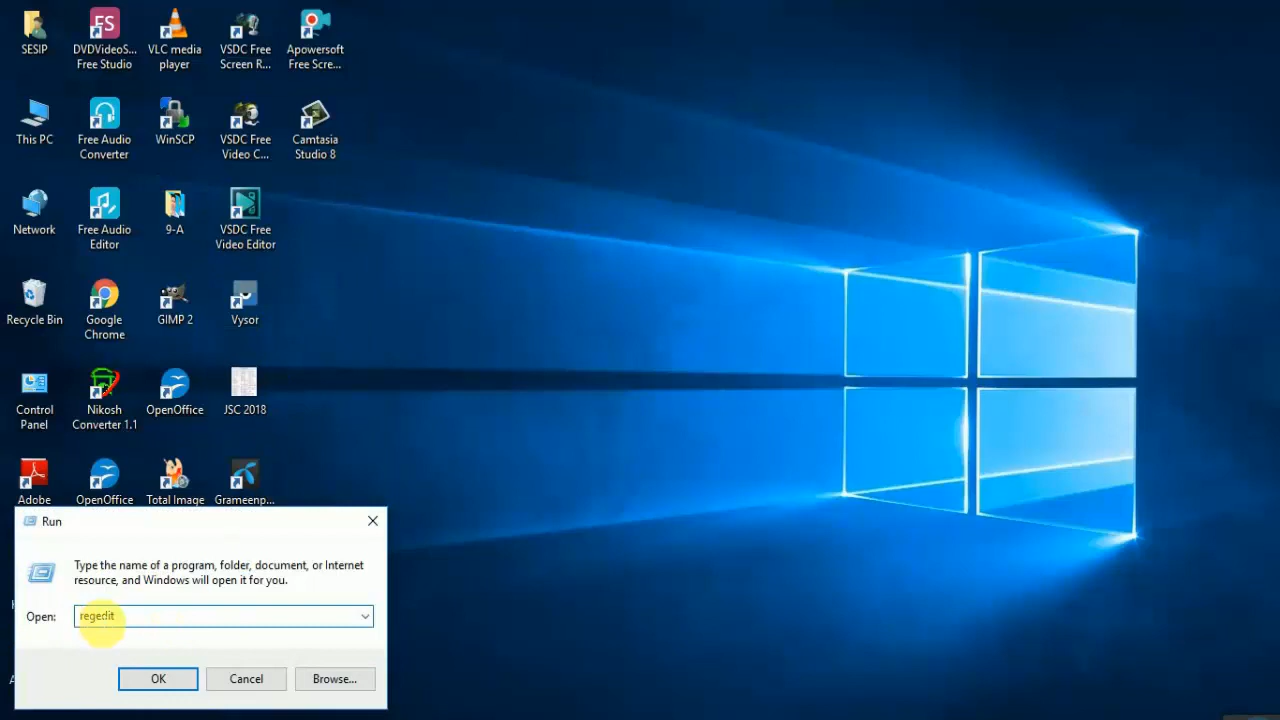 SESIP
DVDVideoS...
Free Studio
VLC media
player
VSDC Free
Screen R...
Apowersoft
Free Scre...
This PC
Free Audio
Converter
WinSCP
VSDC Free
Video C...
Camtasia
Studio 8
Network
Free Audio
Editor
9-A
VSDC Free
Video Editor
Recycle Bin
Google
Chrome
GIMP 2
Vysor
Control
Panel
Nikosh
Converter 1.1
OpenOffice
JSC 2018
Adobe
OpenOffice
Total Image
Grameenp...
FS
Run
Type the name of a program, folder, document, or Internet
resource, and Windows will open it for you.
Open:
regedit
OK
Cancel
Browse...